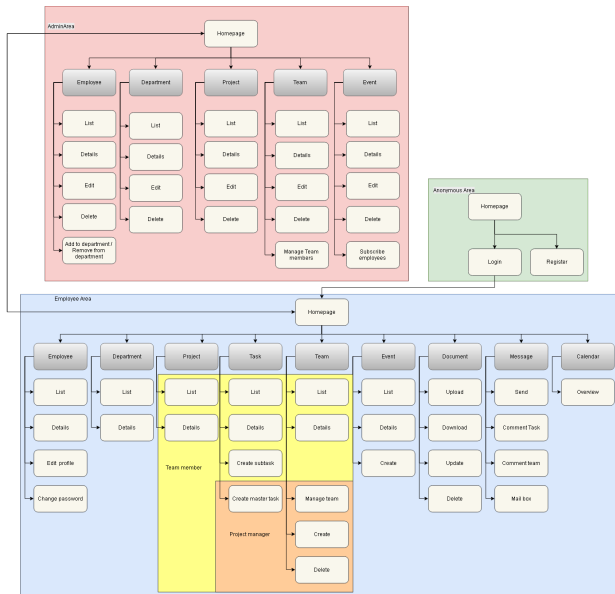 AdminArea
Homepage
Employee
Department
Project
Team
Event
List
List
List
List
List
Details
Details
Details
Details
Details
Edit
Edit
Edit
Edit
Edit
Delete
Delete
Delete
Delete
Delete
Add to department /
Remove from
department
Manage Team
members
Subscribe
employees
Anonymous Area
Homepage
Login
Register
Employee Area
Homepage
Employee
Department
Project
Task
Team
Event
Document
Message
Calendar
List
List
List
List
List
List
Upload
Send
Overview
Details
Details
Details
Details
Details
Details
Download
Comment Task
Team member
Edit profile
Create subtask
Create
Update
Comment team
Change password
Create master task
Manage team
Delete
Mail box
Project manager
Create
Delete